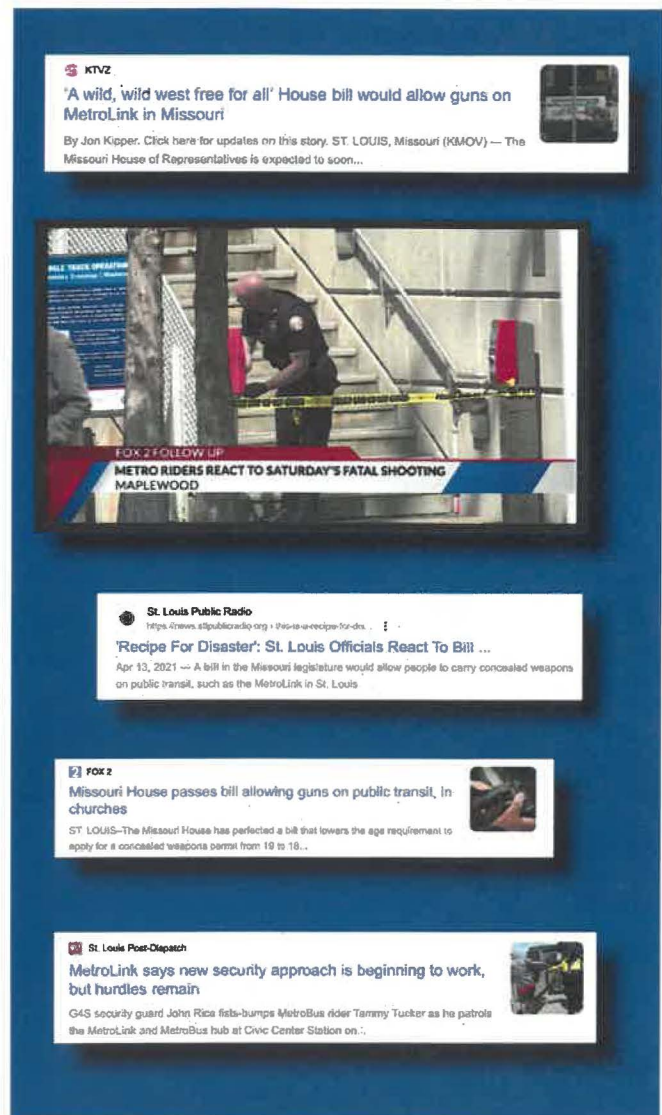 KTVZ
'A wild, wild west free for all' House bill would allow guns on
MetroLink in Missouri
By Jon Kipper. Click here for updates on this story. ST. LOUIS, Missouri (KMOV) — The
Missouri House of Representatives is expected to soon...
FOX 2 FOLLOW UP
METRO RIDERS REACT TO SATURDAY'S FATAL SHOOTING
MAPLEWOOD
St. Louis Public Radio
'Recipe For Disaster': St. Louis Officials React To Bill ...
Apr 13, 2021 — A bill in the Missouri legislature would allow people to carry concealed weapons
on public transit, such as the MetroLink in St. Louis
2 FOX 2
Missouri House passes bill allowing guns on public transit, in
churches
ST. LOUIS–The Missouri House has perfected a bill that lowers the age requirement to
apply for a concealed weapons permit from 19 to 18...
St. Louis Post-Dispatch
MetroLink says new security approach is beginning to work,
but hurdles remain
G4S security guard John Rice fists-bumps MetroBus rider Tammy Tucker as he patrols
the MetroLink and MetroBus hub at Civic Center Station on...